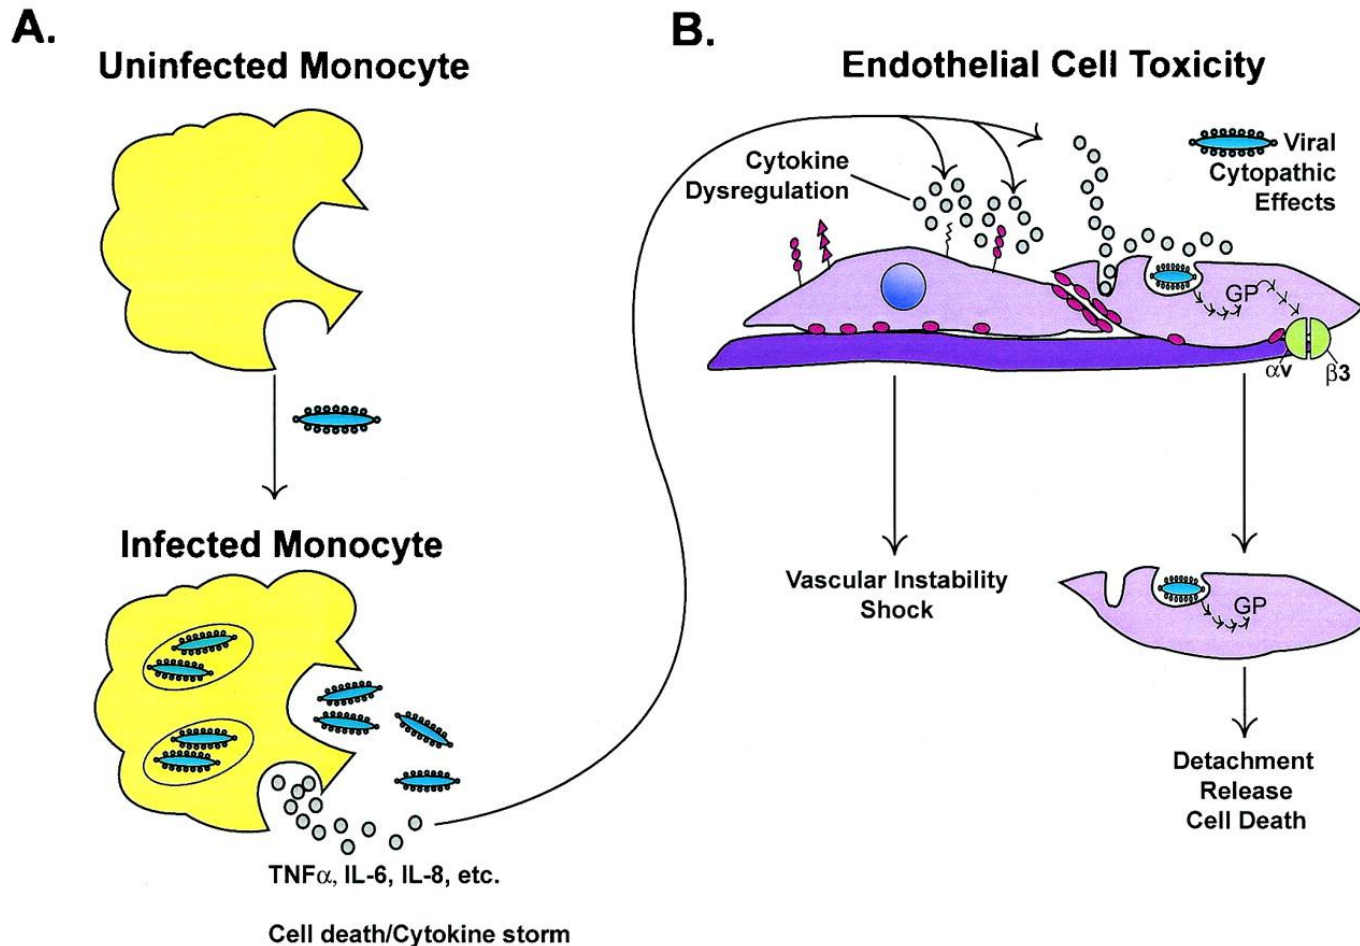 A.
Uninfected Monocyte
Infected Monocyte
TNFα, IL-6, IL-8, etc.
Cell death/Cytokine storm
B.
Endothelial Cell Toxicity
Cytokine
Dysregulation
Viral
Cytopathic
Effects
GP
αv
β3
Vascular Instability
Shock
GP
Detachment
Release
Cell Death